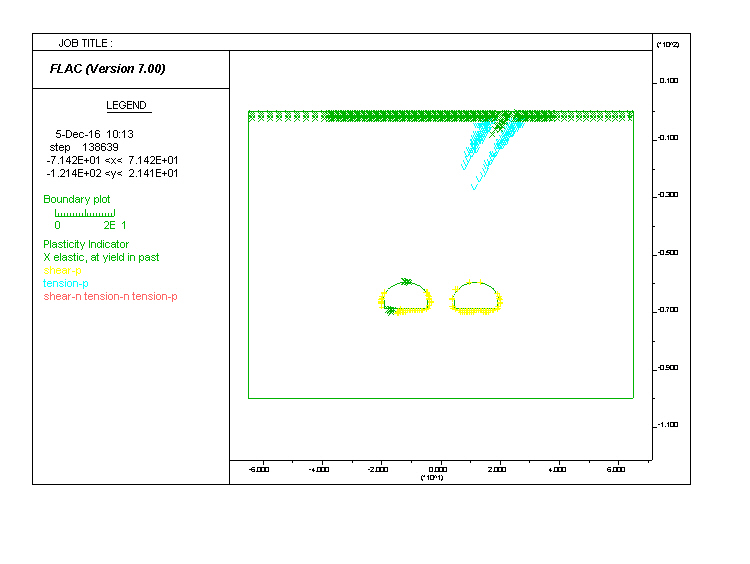 JOB TITLE :
(*10^2)
FLAC (Version 7.00)
LEGEND
5-Dec-16 10:13
step 138639
-7.142E+01 <x< 7.142E+01
-1.214E+02 <y< 2.141E+01
Boundary plot
0 2E 1
Plasticity Indicator
X elastic, at yield in past
shear-p
tension-p
shear-n tension-n tension-p
0.100
-0.100
-0.300
-0.500
-0.700
-0.900
-1.100
-6.000 -4.000 -2.000 0.000 2.000 4.000 6.000
(*10^1)